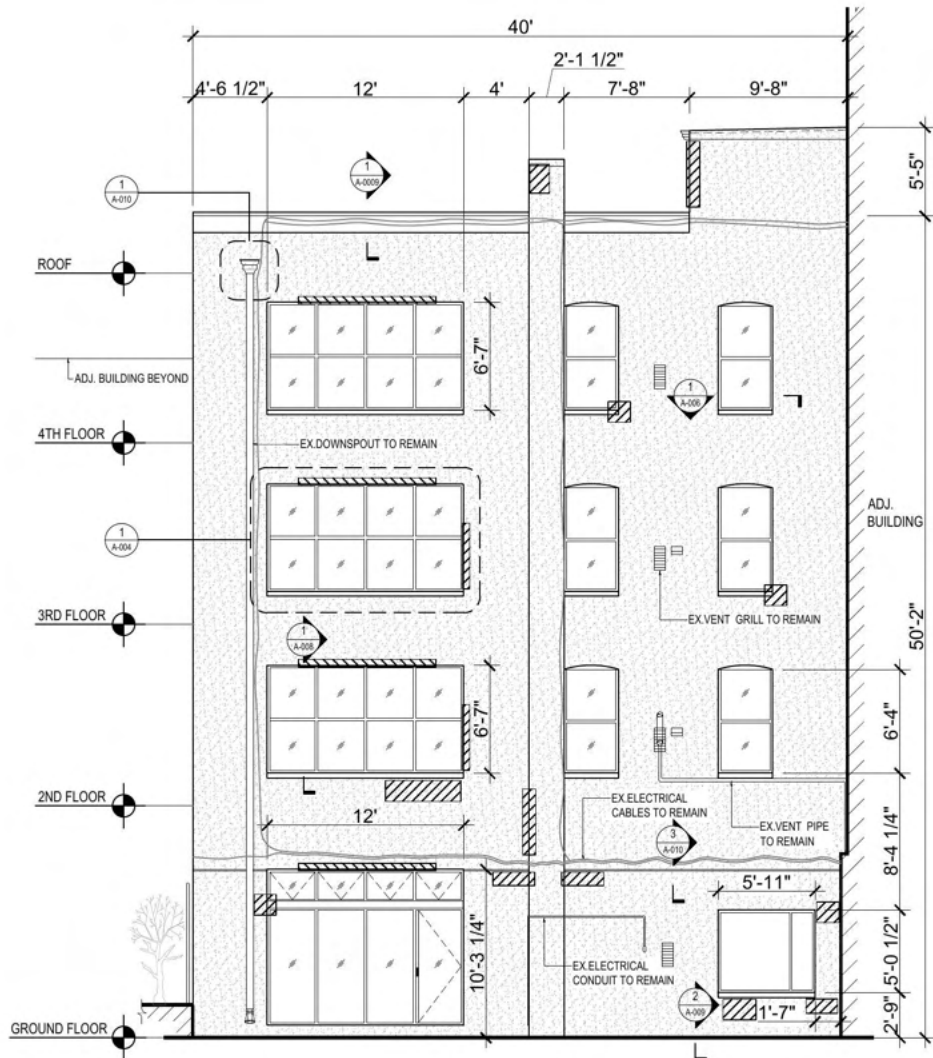 40'
2'-1 1/2"
4'-6 1/2"
12'
4'
7'-8"
9'-8"
5'-5"
1
A-0009
1
A-010
ROOF
6'-7"
ADJ. BUILDING BEYOND
1
A-006
4TH FLOOR
EX.DOWNSPOUT TO REMAIN
ADJ.
BUILDING
1
A-004
3RD FLOOR
EX.VENT GRILL TO REMAIN
50'-2"
1
A-008
6'-7"
6'-4"
2ND FLOOR
12'
EX.ELECTRICAL
CABLES TO REMAIN
EX.VENT PIPE
TO REMAIN
3
A-010
8'-4 1/4"
5'-11"
10'-3 1/4"
EX.ELECTRICAL
CONDUIT TO REMAIN
5'-0 1/2"
2
A-009
1'-7"
2'-9"
GROUND FLOOR